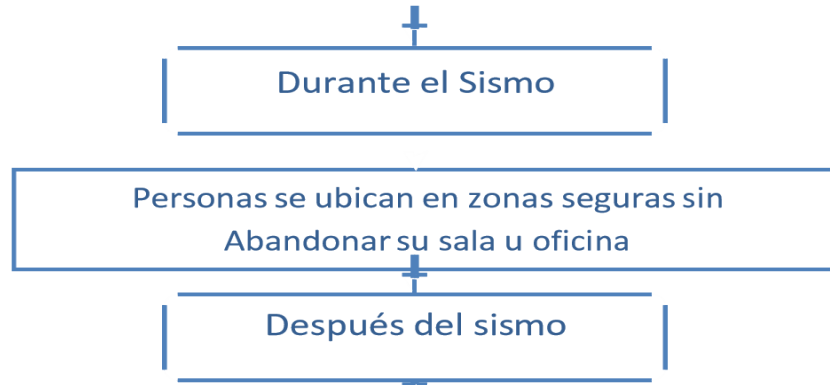 Durante el Sismo
Personas se ubican en zonas seguras sin
Abandonar su sala u oficina
Después del sismo